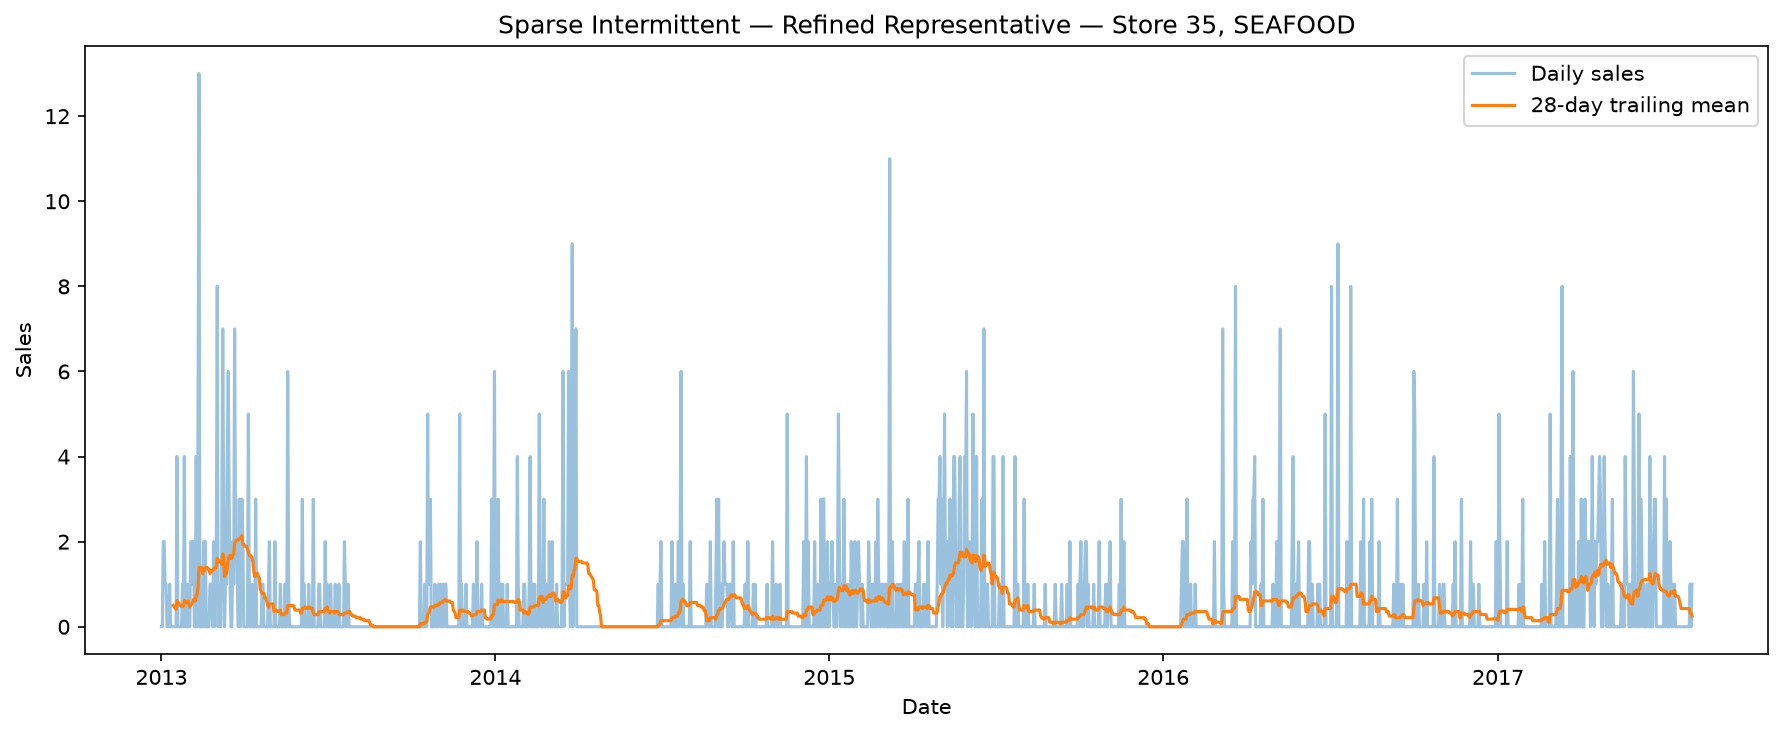 Sparse Intermittent — Refined Representative — Store 35, SEAFOOD
Daily sales
28-day trailing mean
Sales
12
10
8
6
4
2
0
2013
2014
2015
2016
2017
Date